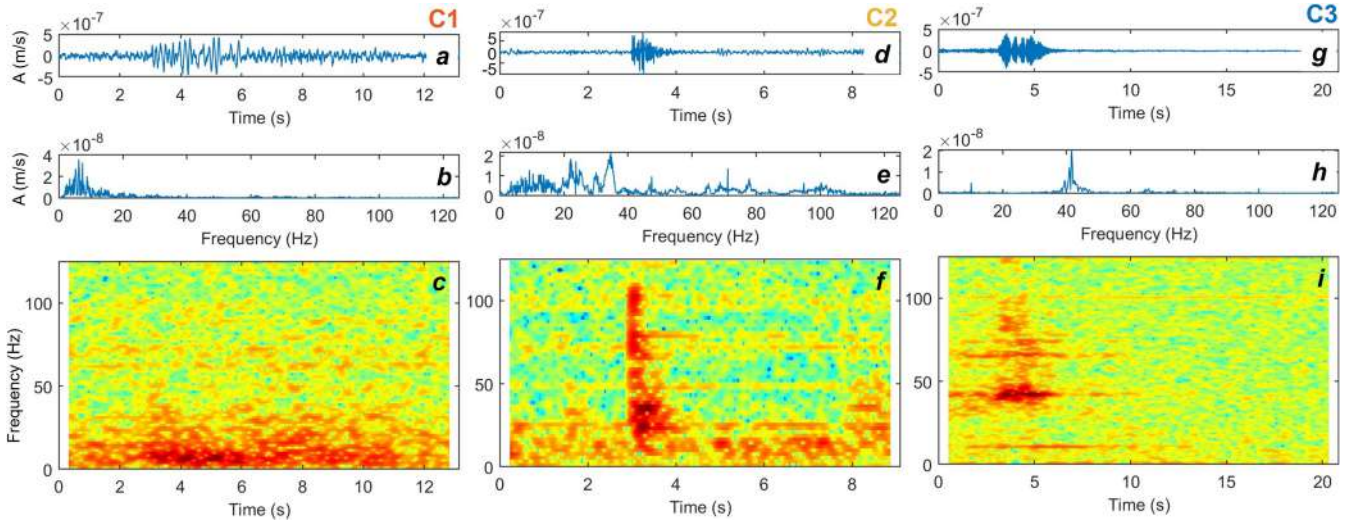 C1
C2
C3
×10⁻⁷
×10⁻⁷
×10⁻⁷
A (m/s)
5
0
-5
a
0 2 4 6 8 10 12
Time (s)
5
0
-5
d
0 2 4 6 8
Time (s)
5
0
-5
g
0 5 10 15 20
Time (s)
×10⁻⁸
×10⁻⁸
×10⁻⁸
A (m/s)
4
2
0
b
0 20 40 60 80 100 120
Frequency (Hz)
2
1
0
e
0 20 40 60 80 100 120
Frequency (Hz)
2
1
0
h
0 20 40 60 80 100 120
Frequency (Hz)
Frequency (Hz)
100
50
0
c
0 2 4 6 8 10 12
Time (s)
100
50
0
f
0 2 4 6 8
Time (s)
100
50
0
i
0 5 10 15 20
Time (s)